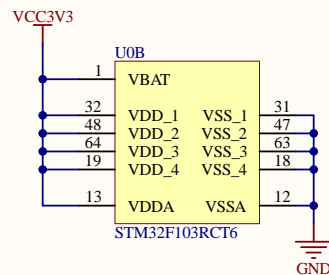 VCC3V3
U0B
1 VBAT
32 VDD_1 VSS_1 31
48 VDD_2 VSS_2 47
64 VDD_3 VSS_3 63
19 VDD_4 VSS_4 18
13 VDDA VSSA 12
STM32F103RCT6
GND